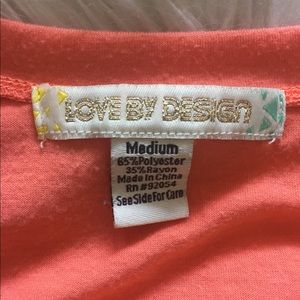 LOVE BY DESIGN
Medium
65%Polyester
35%Rayon
Made in China
Rn #92054
See Side For Care